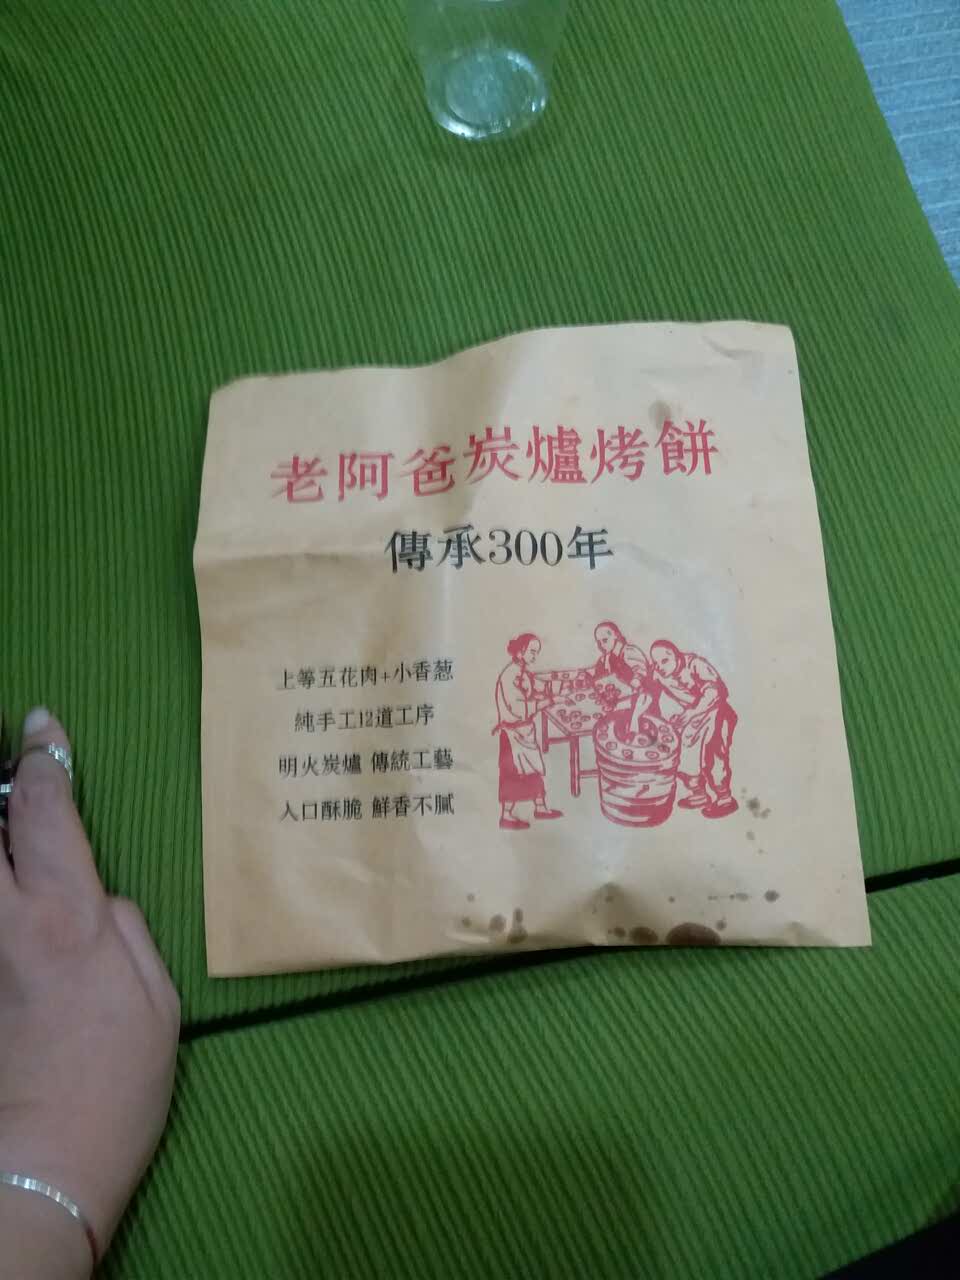 老阿爸炭爐烤餅
傳承300年
上等五花肉+小香葱
純手工12道工序
明火炭爐 傳統工藝
入口酥脆 鮮香不膩